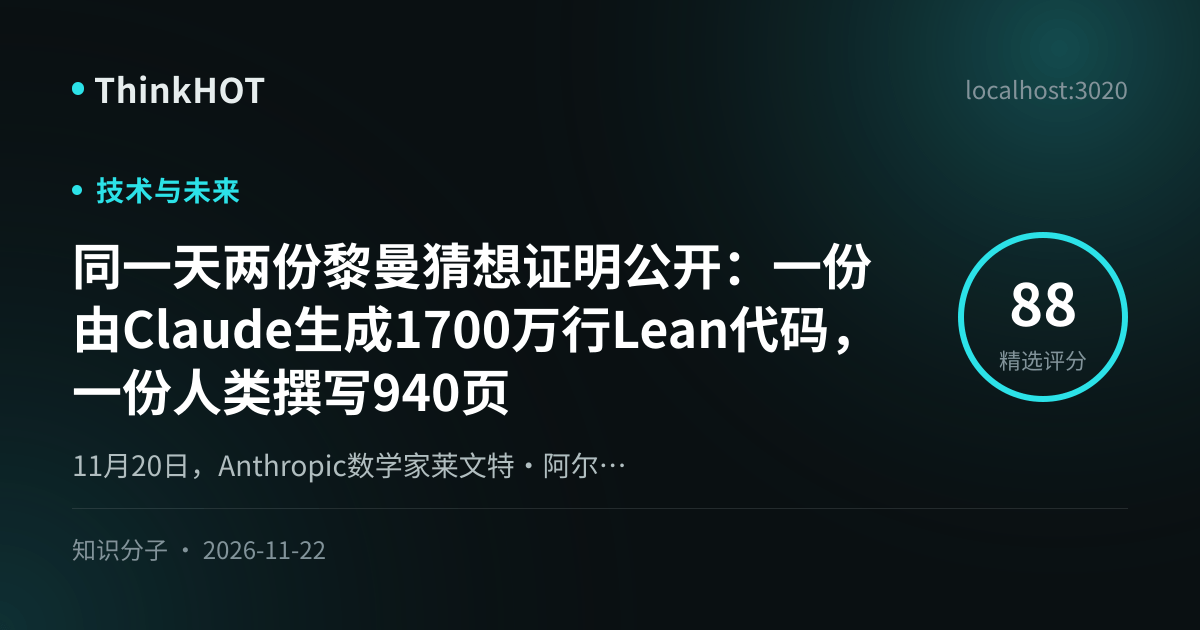 ThinkHOT
localhost:3020
技术与未来
同一天两份黎曼猜想证明公开：一份
由Claude生成1700万行Lean代码，
一份人类撰写940页
88
精选评分
11月20日，Anthropic数学家莱文特・阿尔…
知识分子 · 2026-11-22